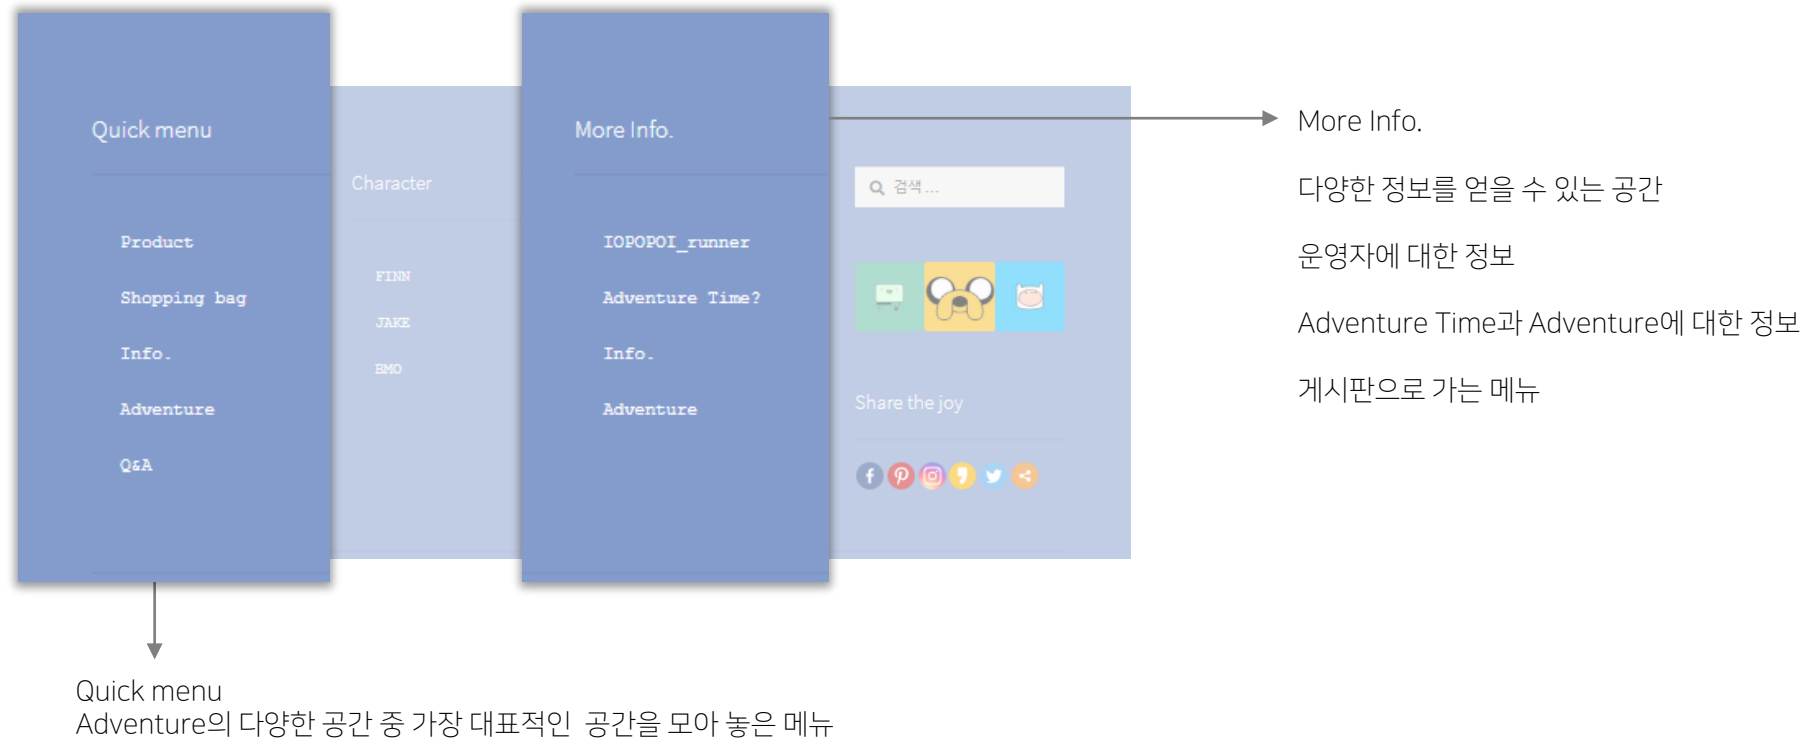 Quick menu
Product
Shopping bag
Info.
Adventure
Q&A
Character
FINN
JAKE
BMO
More Info.
IOPOPOI_runner
Adventure Time?
Info.
Adventure
검색 ...
Share the joy
More Info.
다양한 정보를 얻을 수 있는 공간
운영자에 대한 정보
Adventure Time과 Adventure에 대한 정보
게시판으로 가는 메뉴
Quick menu
Adventure의 다양한 공간 중 가장 대표적인 공간을 모아 놓은 메뉴